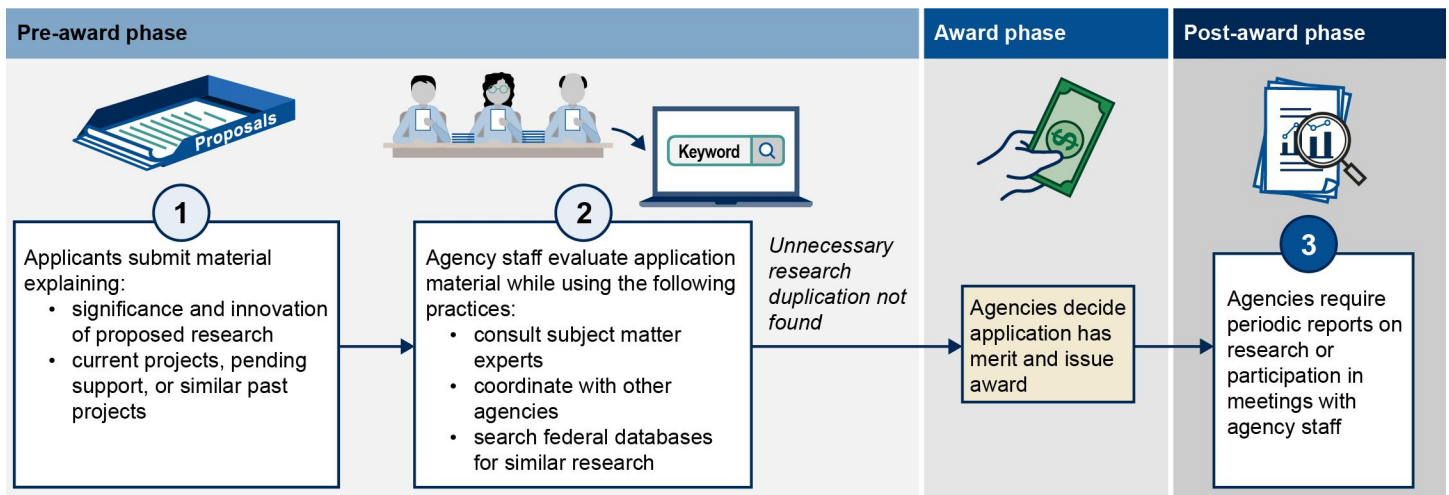 Pre-award phase
Award phase
Post-award phase
Proposals
Keyword
1
Applicants submit material
explaining:
• significance and innovation
of proposed research
• current projects, pending
support, or similar past
projects
2
Agency staff evaluate application
material while using the following
practices:
• consult subject matter
experts
• coordinate with other
agencies
• search federal databases
for similar research
Unnecessary
research
duplication not
found
$
Agencies decide
application has
merit and issue
award
3
Agencies require
periodic reports on
research or
participation in
meetings with
agency staff